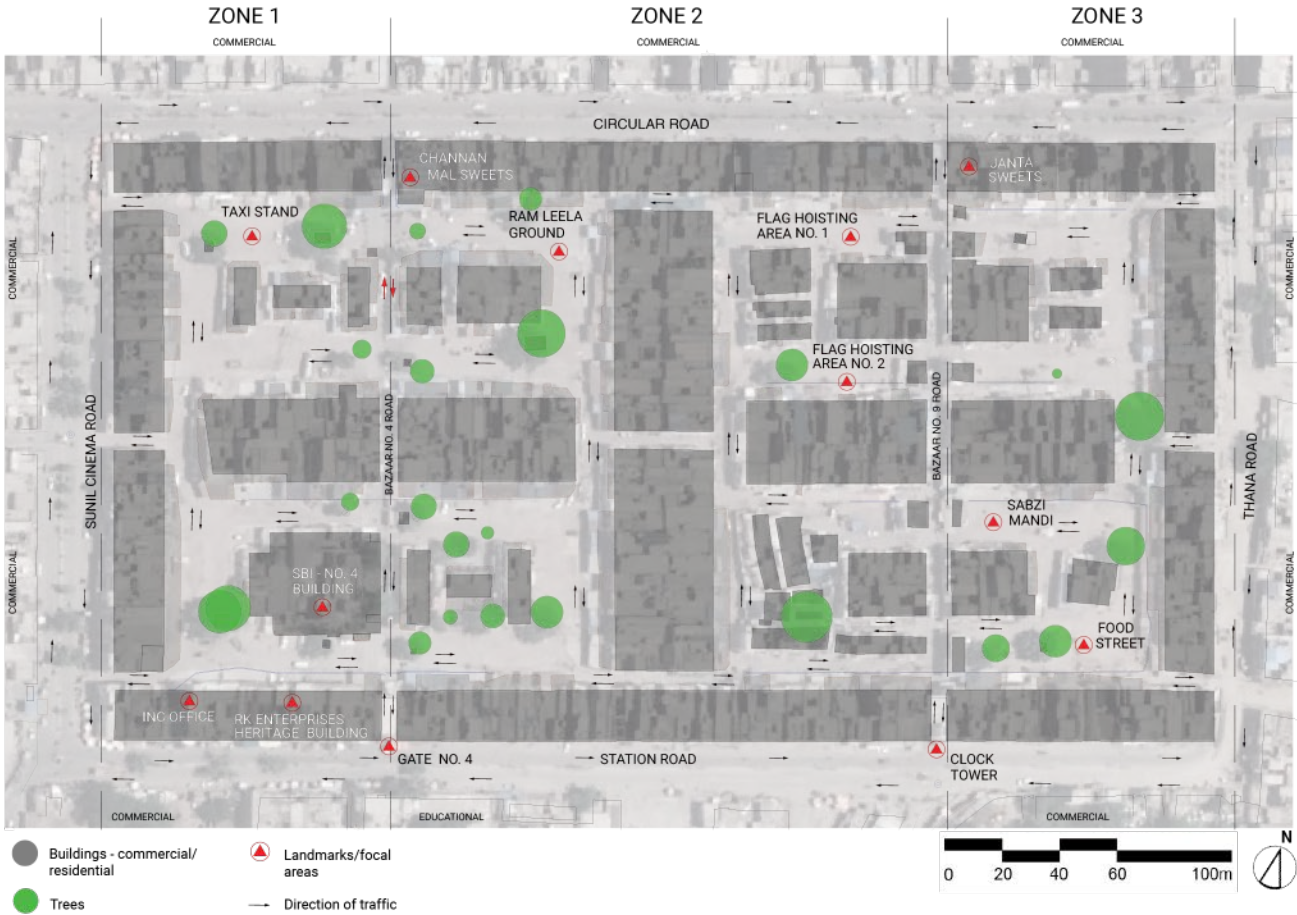 ZONE 1
ZONE 2
ZONE 3
COMMERCIAL
COMMERCIAL
COMMERCIAL
CIRCULAR ROAD
CHANNAN
MAL SWEETS
JANTA
SWEETS
TAXI STAND
RAM LEELA
GROUND
FLAG HOISTING
AREA NO. 1
COMMERCIAL
COMMERCIAL
FLAG HOISTING
AREA NO. 2
SUNIL CINEMA ROAD
BAZAAR NO. 4 ROAD
BAZAAR NO. 9 ROAD
THANA ROAD
SABZI
MANDI
COMMERCIAL
SBI - NO. 4
BUILDING
COMMERCIAL
FOOD
STREET
INC OFFICE
RK ENTERPRISES
HERITAGE BUILDING
GATE NO. 4
STATION ROAD
CLOCK
TOWER
COMMERCIAL
EDUCATIONAL
COMMERCIAL
Buildings - commercial/
residential
Landmarks/focal
areas
Trees
Direction of traffic
0 20 40 60 100m
N